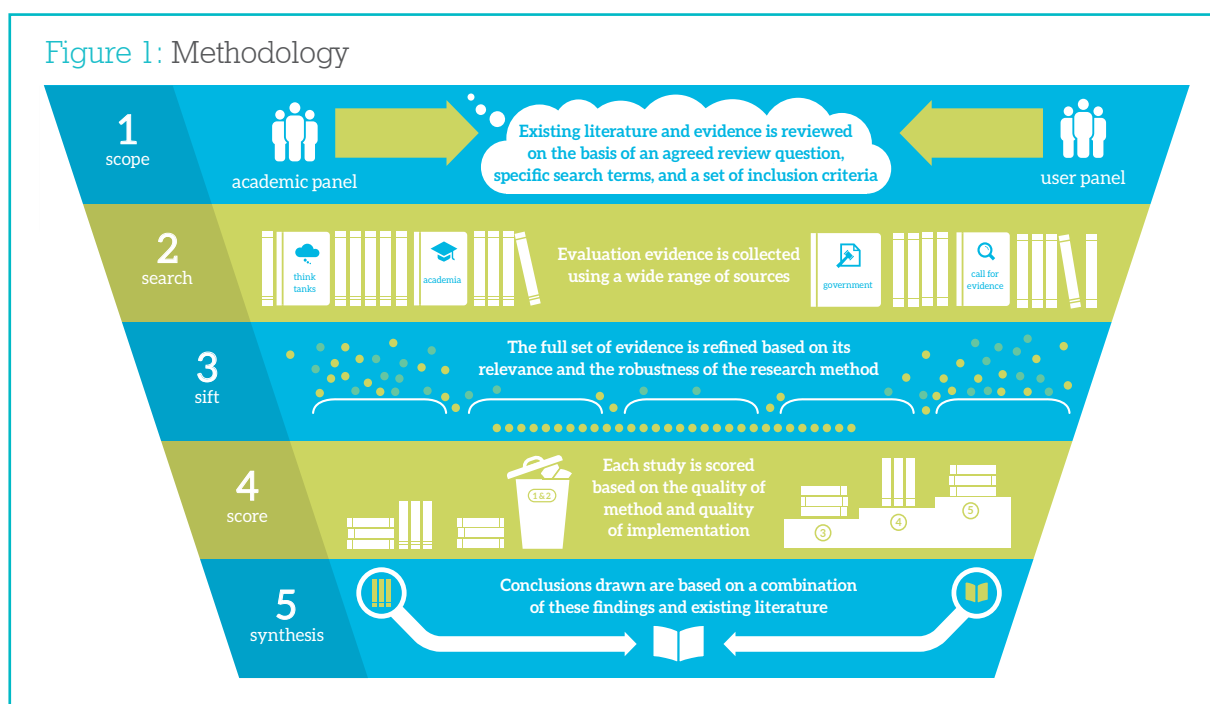 Figure 1: Methodology
1
scope
academic panel
Existing literature and evidence is reviewed
on the basis of an agreed review question,
specific search terms, and a set of inclusion criteria
user panel
2
search
think
tanks
academia
Evaluation evidence is collected
using a wide range of sources
government
call for
evidence
3
sift
The full set of evidence is refined based on its
relevance and the robustness of the research method
4
score
1 & 2
Each study is scored
based on the quality of
method and quality
of implementation
3
4
5
5
synthesis
Conclusions drawn are based on a combination
of these findings and existing literature